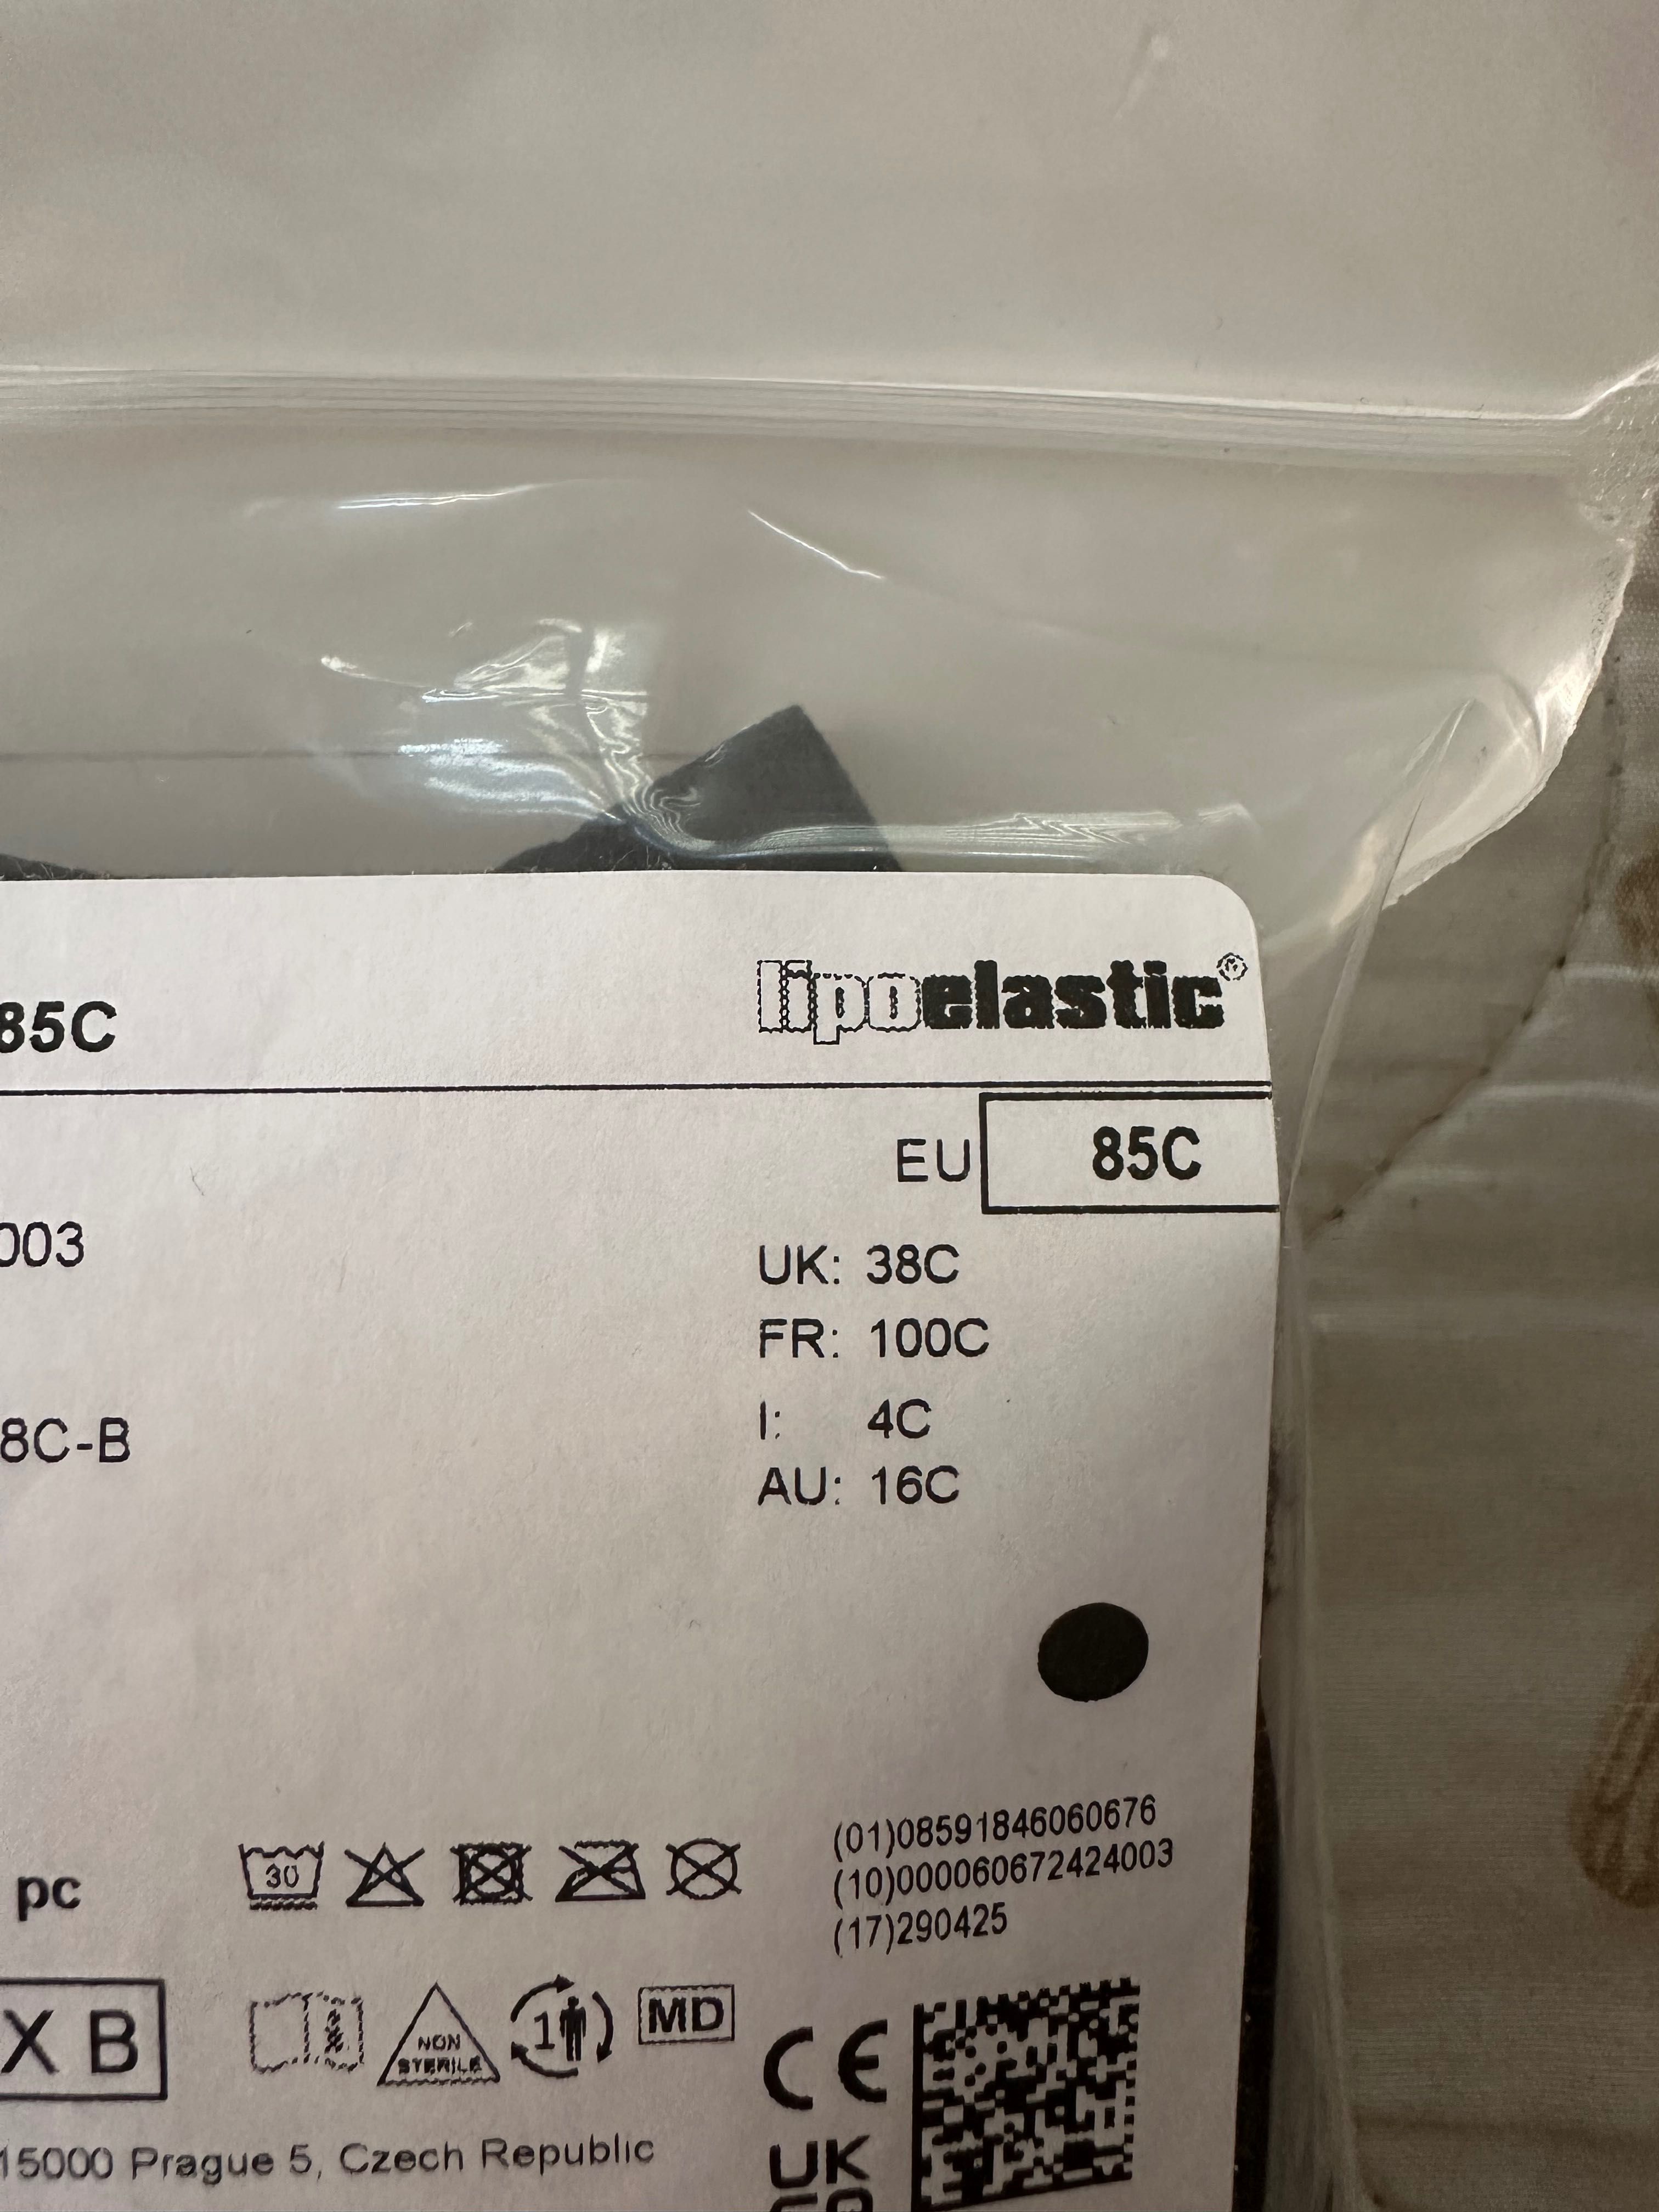 85C
lipoelastic®
EU 85C
003
UK: 38C
FR: 100C
8C-B
I: 4C
AU: 16C
(01)08591846060676
(10)000060672424003
(17)290425
pc
30
X B
NON
STERILE
1
MD
CE
UK
CA
15000 Prague 5, Czech Republic